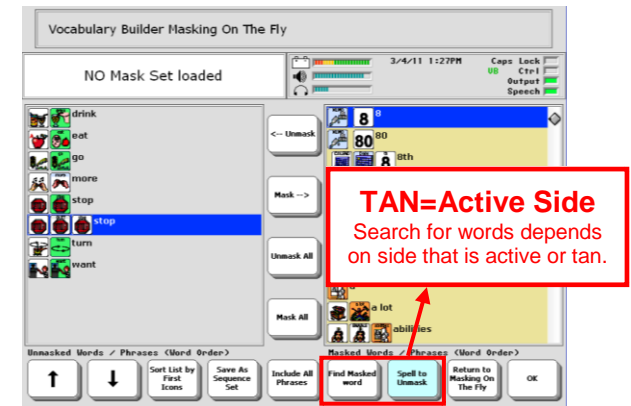 Vocabulary Builder Masking On The Fly
NO Mask Set loaded
3/4/11 1:27PM
Caps Lock
VB Ctrl
Output
Speech
drink
eat
go
more
stop
stop
turn
want
<-- Unmask
Mask -->
Unmask All
Mask All
8 8
80 80
8 8th
TAN=Active Side
Search for words depends
on side that is active or tan.
a
a lot
abilities
Unmasked Words / Phrases (Word Order)
Masked Words / Phrases (Word Order)
Sort List by
First
Icons
Save As
Sequence
Set
Include All
Phrases
Find Masked
word
Spell to
Unmask
Return to
Masking On
The Fly
OK